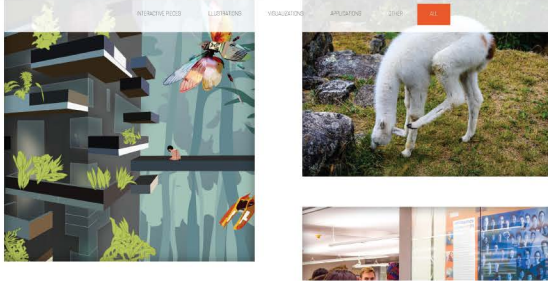 INTERACTIVE PIECES
ILLUSTRATIONS
VISUALIZATIONS
APPLICATIONS
OTHER
ALL